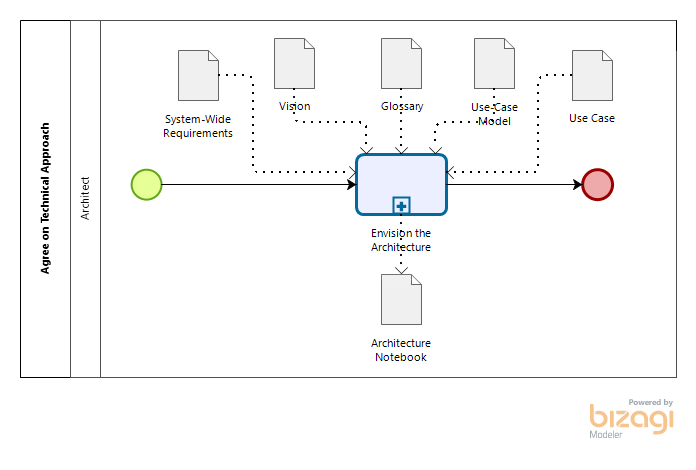 Agree on Technical Approach
Architect
System-Wide
Requirements
Vision
Glossary
Use-Case
Model
Use Case
Envision the
Architecture
Architecture
Notebook
Powered by
bizagi
Modeler